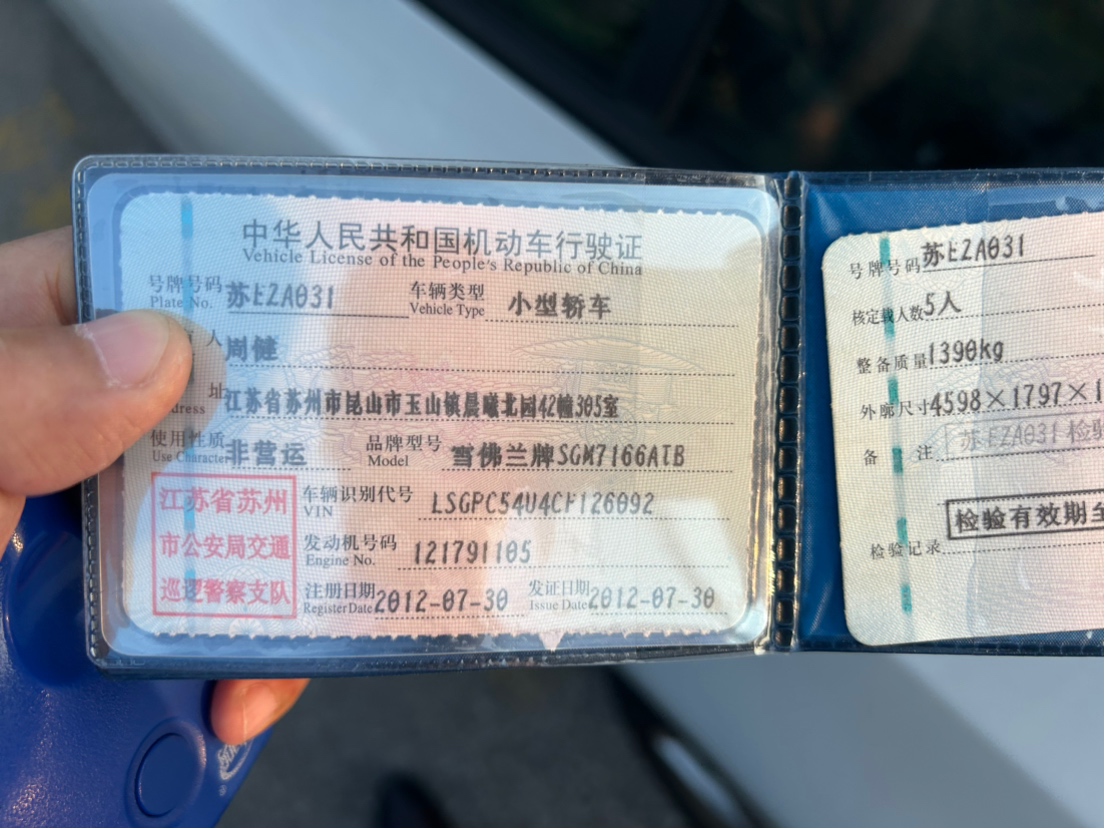 中华人民共和国机动车行驶证
Vehicle License of the People's Republic of China
号牌号码 苏EZA031 车辆类型 小型轿车
Plate No. Vehicle Type
人 周健
址 江苏省苏州市昆山市玉山镇晨曦北园42幢305室
使用性质 非营运 品牌型号 雪佛兰牌SGM7166ATB
Use Character Model
江苏省苏州
市公安局交通
巡逻警察支队
车辆识别代号 LSGPC54U4CF126092
VIN
发动机号码 121791105
Engine No.
注册日期 2012-07-30 发证日期 2012-07-30
Register Date Issue Date
号牌号码 苏EZA031
核定载人数 5人
整备质量 1390kg
外廓尺寸 4598×1797×1
备 注 苏EZA031 检验
检验有效期至
检验记录